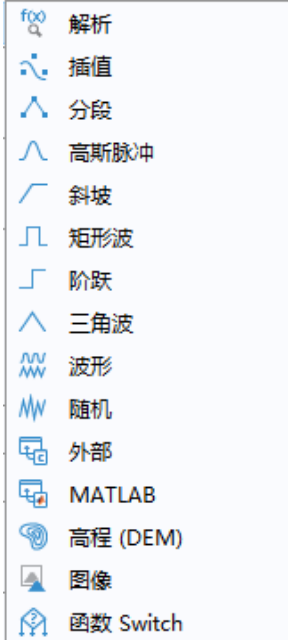 f(x)
解析
插值
分段
高斯脉冲
斜坡
矩形波
阶跃
三角波
波形
随机
外部
MATLAB
高程 (DEM)
图像
函数 Switch